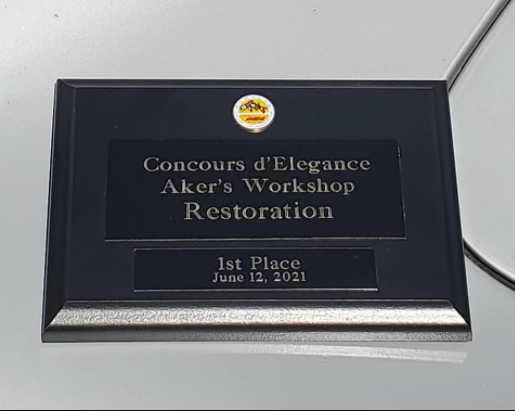 Concours d'Elegance
Aker's Workshop
Restoration
1st Place
June 12, 2021